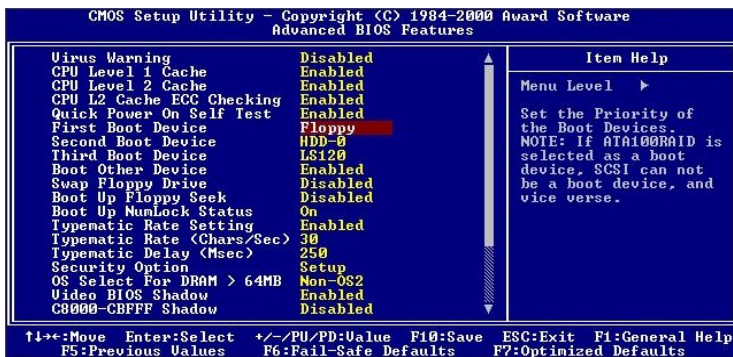 CMOS Setup Utility - Copyright (C) 1984-2000 Award Software
Advanced BIOS Features
Virus Warning Disabled
CPU Level 1 Cache Enabled
CPU Level 2 Cache Enabled
CPU L2 Cache ECC Checking Enabled
Quick Power On Self Test Enabled
First Boot Device Floppy
Second Boot Device HDD-0
Third Boot Device LS120
Boot Other Device Enabled
Swap Floppy Drive Disabled
Boot Up Floppy Seek Disabled
Boot Up NumLock Status On
Typematic Rate Setting Enabled
Typematic Rate (Chars/Sec) 30
Typematic Delay (Msec) 250
Security Option Setup
OS Select For DRAM > 64MB Non-OS2
Video BIOS Shadow Enabled
C8000-CBFFF Shadow Disabled
Item Help
Menu Level ▶
Set the Priority of
the Boot Devices.
NOTE: If ATA100RAID is
selected as a boot
device, SCSI can not
be a boot device, and
vice verse.
↑↓→←:Move Enter:Select +/-/PU/PD:Value F10:Save ESC:Exit F1:General Help
F5:Previous Values F6:Fail-Safe Defaults F7:Optimized Defaults